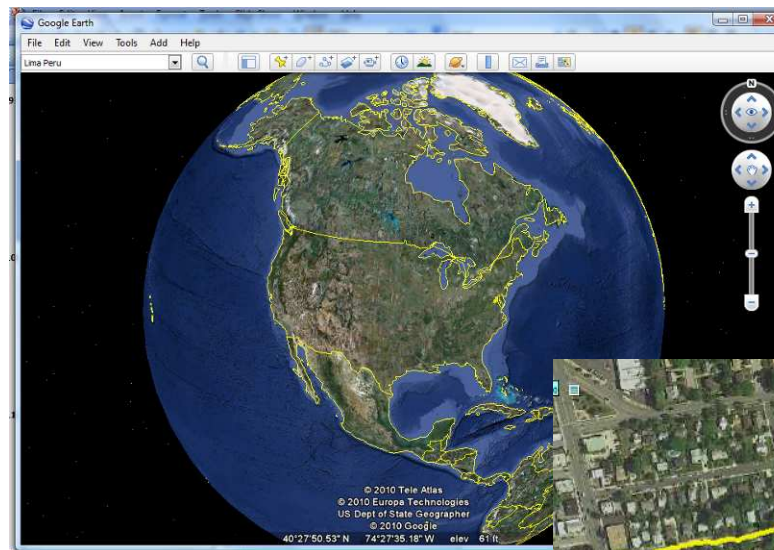 Google Earth
File Edit View Tools Add Help
Lima Peru
N
© 2010 Tele Atlas
© 2010 Europa Technologies
US Dept of State Geographer
© 2010 Google
40°27'50.53" N 74°27'35.18" W elev 61 ft